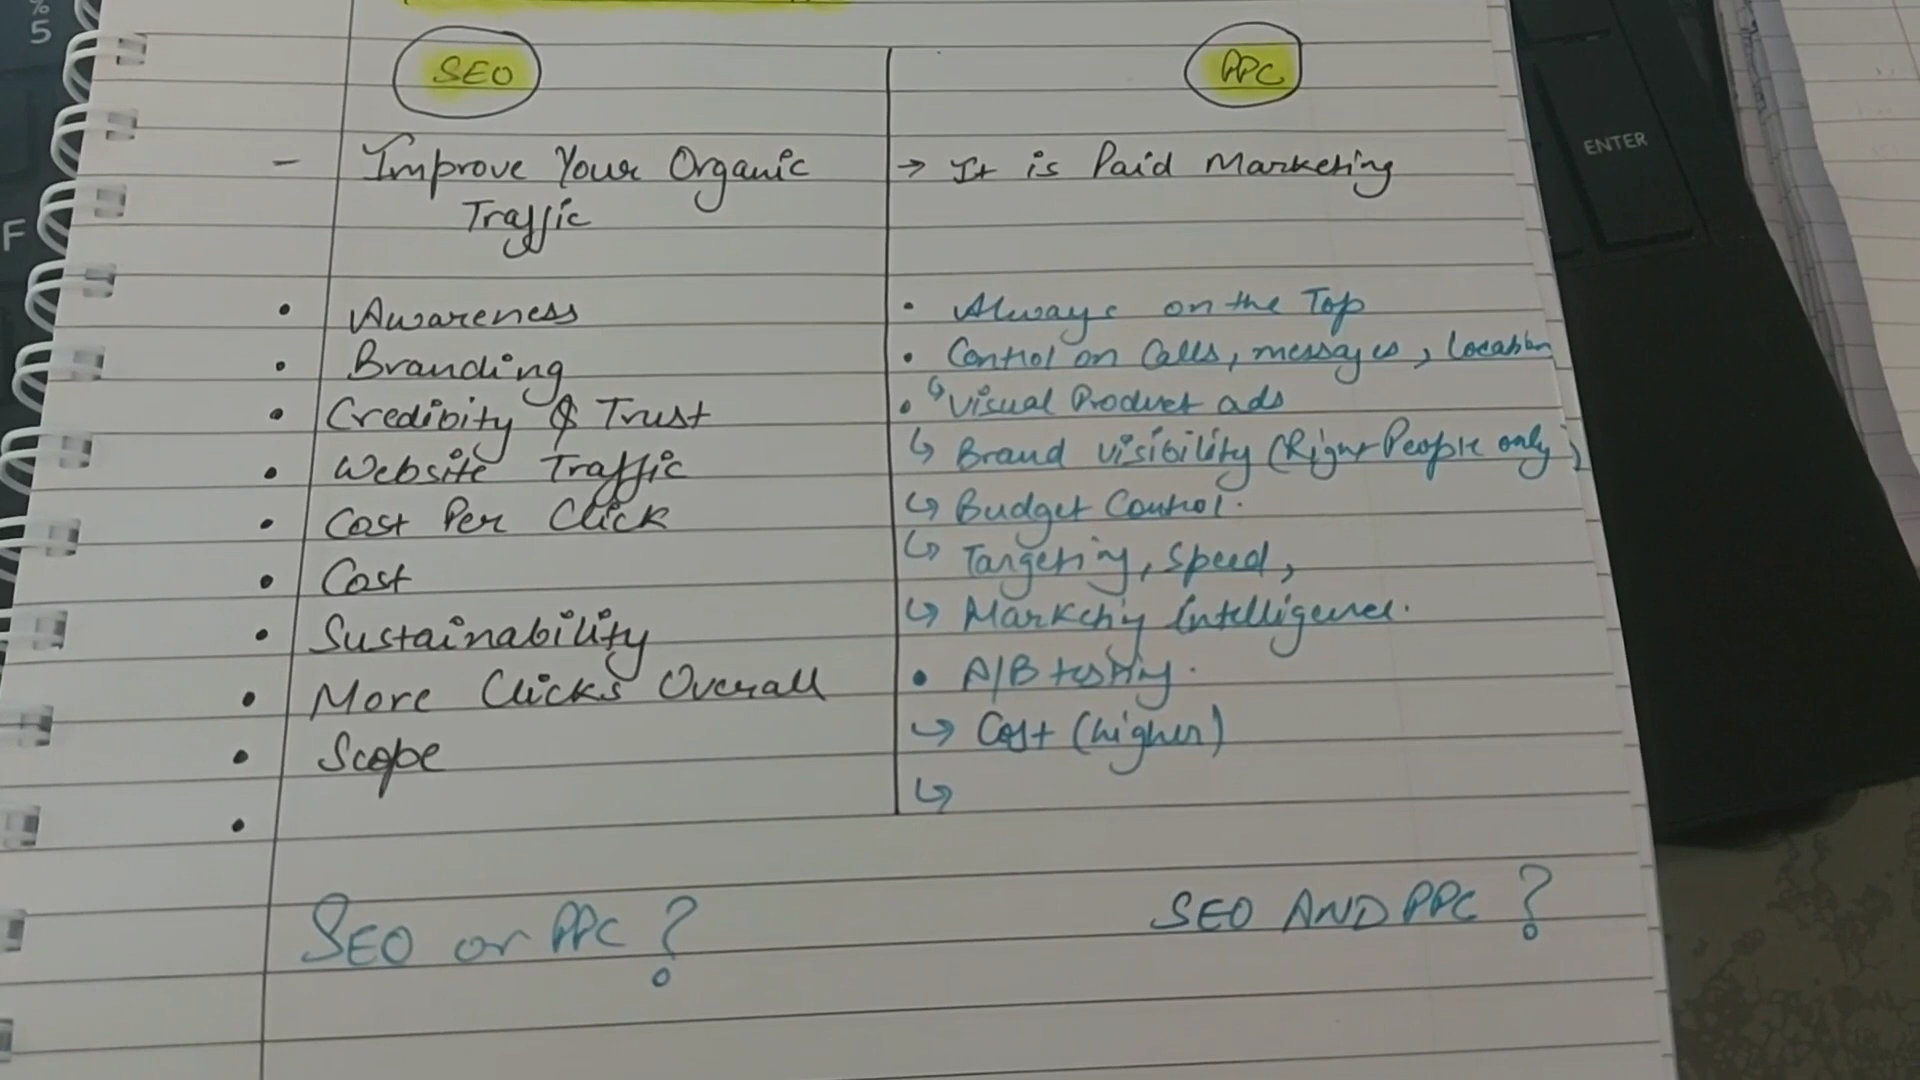 SEO
Improve Your Organic
Traffic
• Awareness
• Branding
• Credibity & Trust
• Website Traffic
• Cost Per Click
• Cost
• Sustainability
• More Clicks Overall
• Scope
•
PPC
→ It is Paid Marketing
• Always on the Top
• Control on Calls, messages, Location
• ↳ Visual Product ads
↳ Brand Visibility (Right People only)
↳ Budget Control.
↳ Targeting, Speed,
↳ Marketing Intelligence.
• A/B testing.
↳ Cost (higher)
↳
SEO or PPC ?
SEO AND PPC ?
ENTER
%
5
F